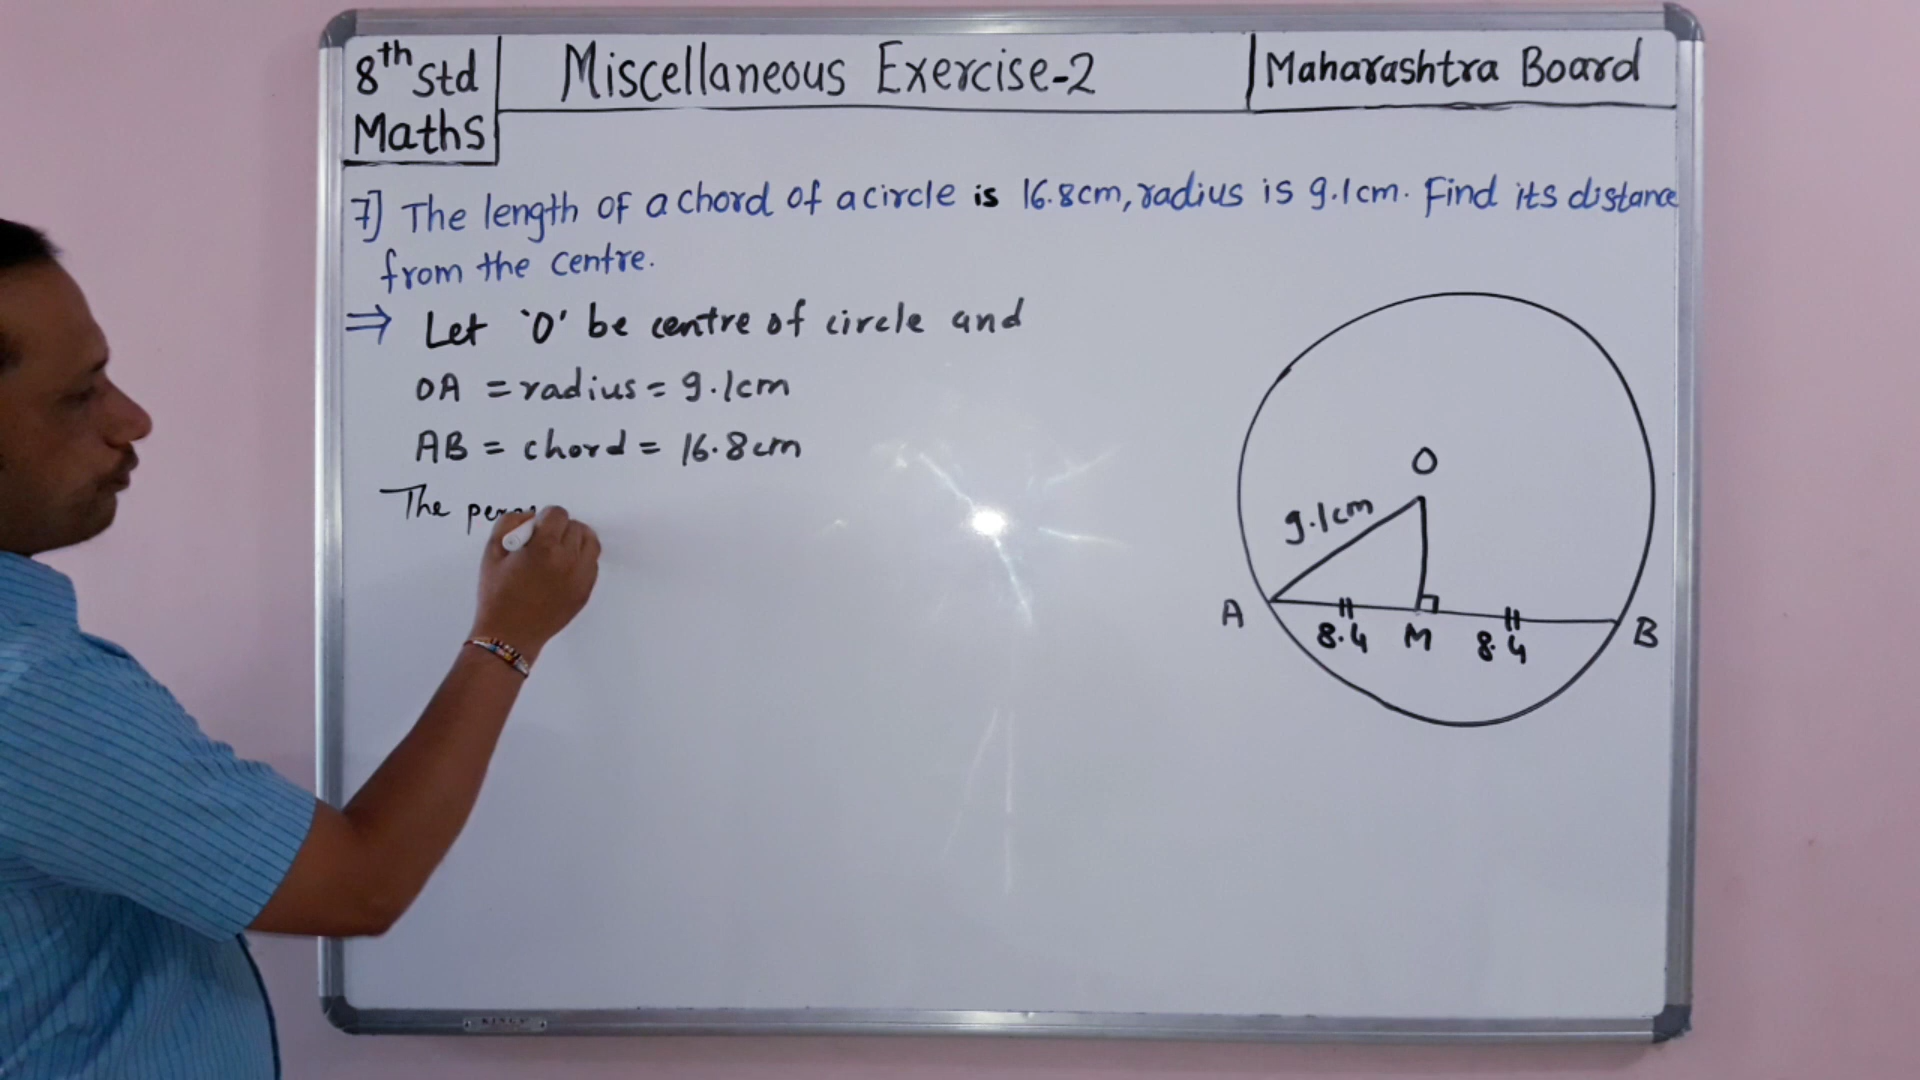 8th Std
Maths
Miscellaneous Exercise-2
Maharashtra Board
7] The length of a chord of a circle is 16.8cm, radius is 9.1cm. Find its distance
from the centre.
⇒ Let 'O' be centre of circle and
OA = radius = 9.1cm
AB = chord = 16.8cm
The
O
9.1cm
A
8.4 M 8.4
B